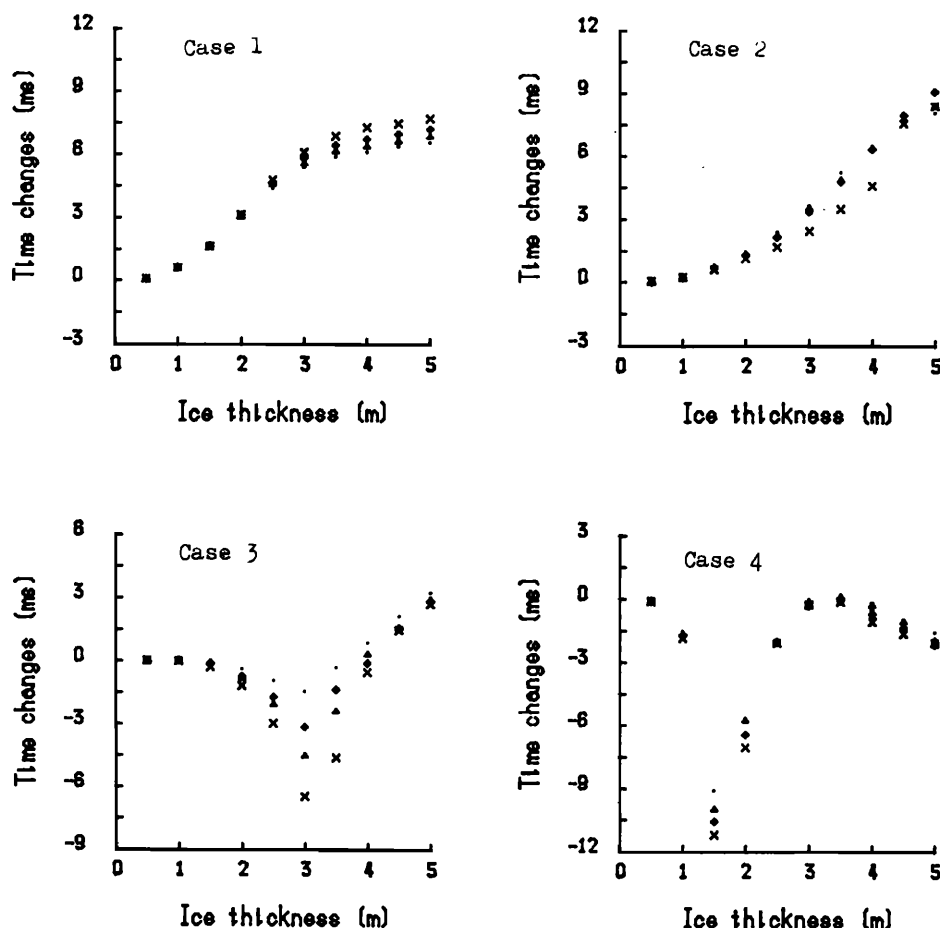 Case 1
Time changes (ms)
12
9
6
3
0
-3
0 1 2 3 4 5
Ice thickness (m)
Case 2
Time changes (ms)
12
9
6
3
0
-3
0 1 2 3 4 5
Ice thickness (m)
Case 3
Time changes (ms)
6
3
0
-3
-6
-9
0 1 2 3 4 5
Ice thickness (m)
Case 4
Time changes (ms)
3
0
-3
-6
-9
-12
0 1 2 3 4 5
Ice thickness (m)